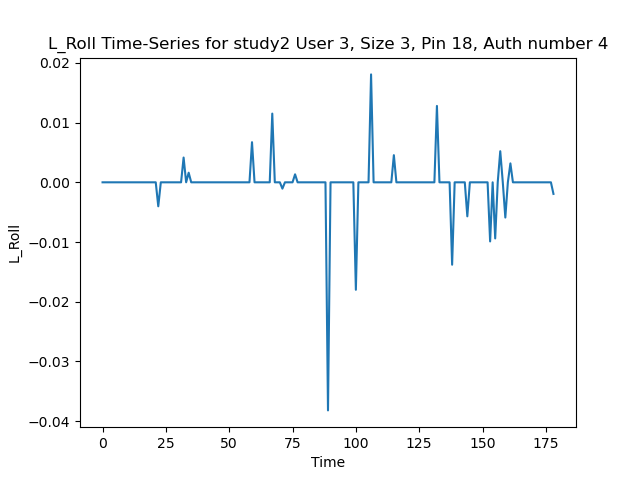 L_Roll Time-Series for study2 User 3, Size 3, Pin 18, Auth number 4
0.02
0.01
0.00
−0.01
−0.02
−0.03
−0.04
L_Roll
0 25 50 75 100 125 150 175
Time